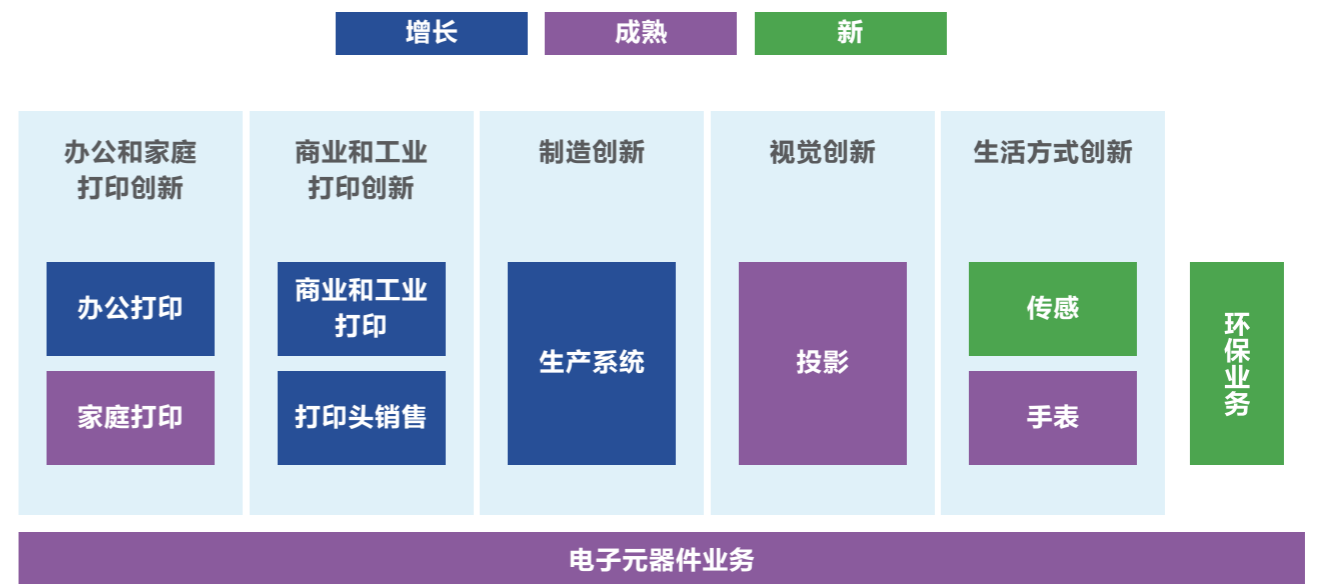 增长
成熟
新
办公和家庭
打印创新
商业和工业
打印创新
制造创新
视觉创新
生活方式创新
办公打印
家庭打印
商业和工业
打印
打印头销售
生产系统
投影
传感
手表
环保业务
电子元器件业务